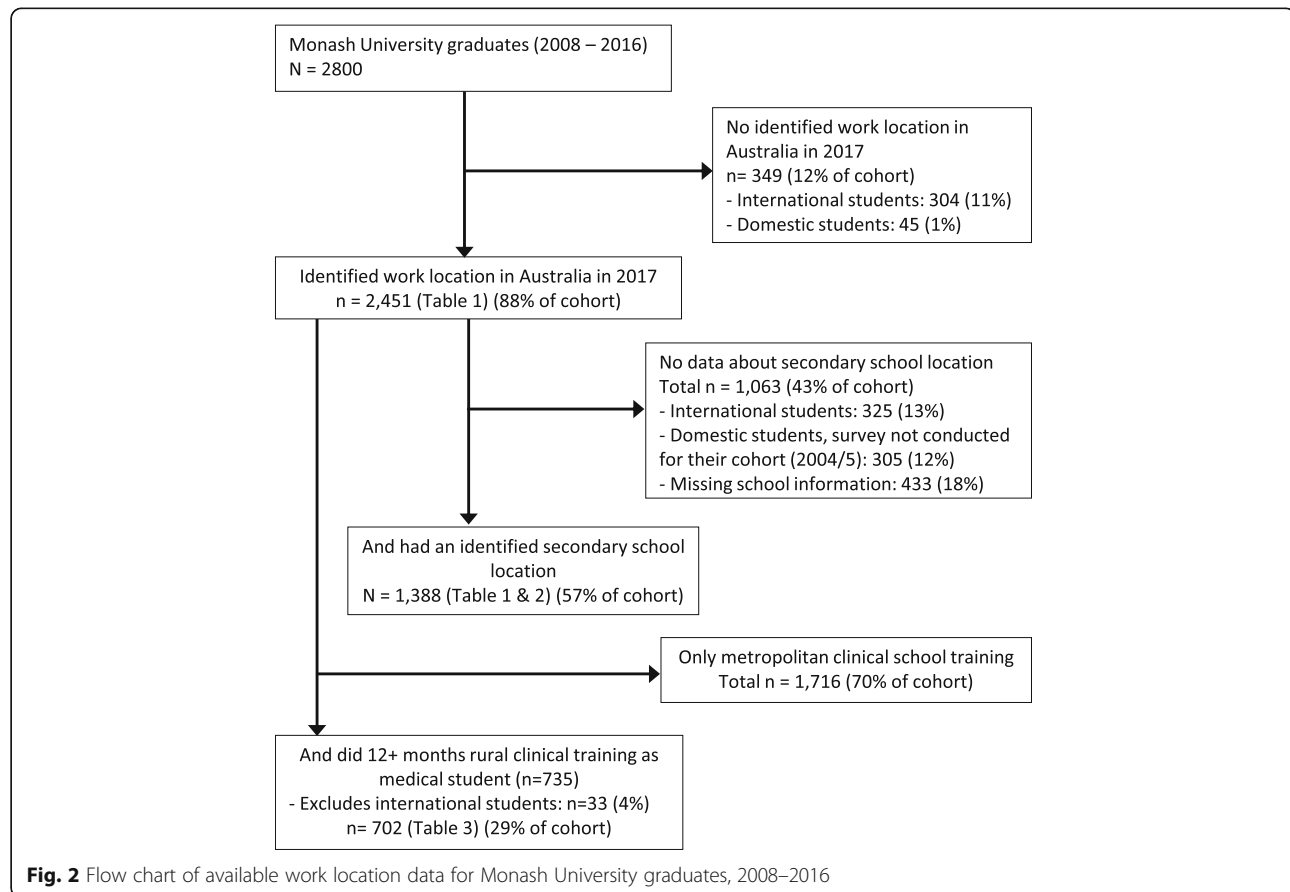 Monash University graduates (2008 – 2016)
N = 2800
No identified work location in
Australia in 2017
n= 349 (12% of cohort)
- International students: 304 (11%)
- Domestic students: 45 (1%)
Identified work location in Australia in 2017
n = 2,451 (Table 1) (88% of cohort)
No data about secondary school location
Total n = 1,063 (43% of cohort)
- International students: 325 (13%)
- Domestic students, survey not conducted
for their cohort (2004/5): 305 (12%)
- Missing school information: 433 (18%)
And had an identified secondary school
location
N = 1,388 (Table 1 & 2) (57% of cohort)
Only metropolitan clinical school training
Total n = 1,716 (70% of cohort)
And did 12+ months rural clinical training as
medical student (n=735)
- Excludes international students: n=33 (4%)
n= 702 (Table 3) (29% of cohort)
Fig. 2 Flow chart of available work location data for Monash University graduates, 2008–2016